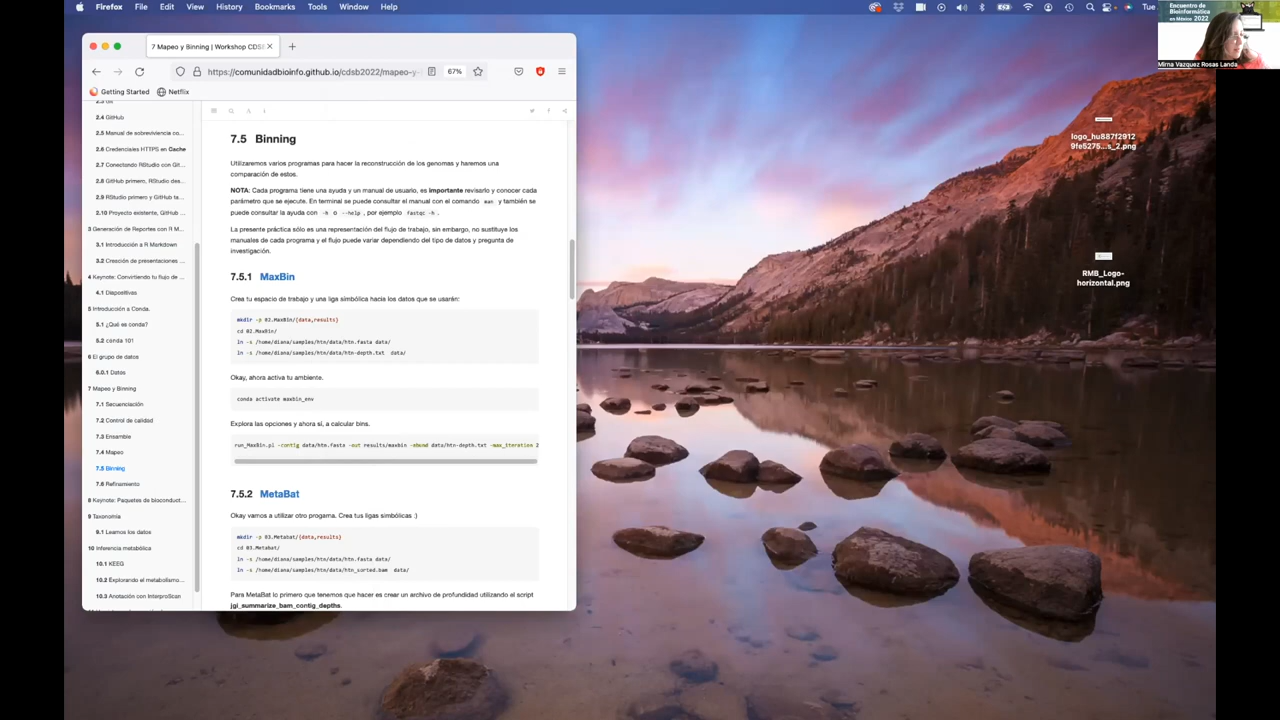 Firefox File Edit View History Bookmarks Tools Window Help
Encuentro de
Bioinformática
en México 2022
Mirna Vazquez Rosas Landa
7 Mapeo y Binning | Workshop CDSB
https://comunidadbioinfo.github.io/cdsb2022/mapeo-y-
67%
Getting Started
Netflix
2.3 Git
2.4 GitHub
2.5 Manual de sobreviviencia co…
2.6 Credenciales HTTPS en Cache
2.7 Conectando RStudio con Git…
2.8 GitHub primero, RStudio des…
2.9 RStudio primero y GitHub ta…
2.10 Proyecto existente, GitHub …
3 Generación de Reportes con R M…
3.1 Introducción a R Markdown
3.2 Creación de presentaciones …
4 Keynote: Convirtiendo tu flujo de …
4.1 Diapositivas
5 Introducción a Conda.
5.1 ¿Qué es conda?
5.2 conda 101
6 El grupo de datos
6.0.1 Datos
7 Mapeo y Binning
7.1 Secuenciación
7.2 Control de calidad
7.3 Ensamble
7.4 Mapeo
7.5 Binning
7.6 Refinamiento
8 Keynote: Paquetes de bioconduct…
9 Taxonomía
9.1 Leamos los datos
10 Inferencia metabólica
10.1 KEEG
10.2 Explorando el metabolismo…
10.3 Anotación con InterproScan
7.5 Binning
Utilizaremos varios programas para hacer la reconstrucción de los genomas y haremos una
comparación de estos.
NOTA: Cada programa tiene una ayuda y un manual de usuario, es importante revisarlo y conocer cada
parámetro que se ejecute. En terminal se puede consultar el manual con el comando man y también se
puede consultar la ayuda con -h o --help, por ejemplo fastqc -h.
La presente práctica sólo es una representación del flujo de trabajo, sin embargo, no sustituye los
manuales de cada programa y el flujo puede variar dependiendo del tipo de datos y pregunta de
investigación.
7.5.1 MaxBin
Crea tu espacio de trabajo y una liga simbólica hacia los datos que se usarán:
mkdir -p 02.MaxBin/{data,results}
cd 02.MaxBin/
ln -s /home/diana/samples/htn/data/htn.fasta data/
ln -s /home/diana/samples/htn/data/htn-depth.txt data/
Okay, ahora activa tu ambiente.
conda activate maxbin_env
Explora las opciones y ahora sí, a calcular bins.
run_MaxBin.pl -contig data/htn.fasta -out results/maxbin -abund data/htn-depth.txt -max_iteration 2
7.5.2 MetaBat
Okay vamos a utilizar otro progama. Crea tus ligas simbólicas :)
mkdir -p 03.Metabat/{data,results}
cd 03.Metabat/
ln -s /home/diana/samples/htn/data/htn.fasta data/
ln -s /home/diana/samples/htn/data/htn_sorted.bam data/
Para MetaBat lo primero que tenemos que hacer es crear un archivo de profundidad utilizando el script
jgi_summarize_bam_contig_depths.
logo_hu887f2912
9fe5275..._s_2.png
RMB_Logo-
horizontal.png